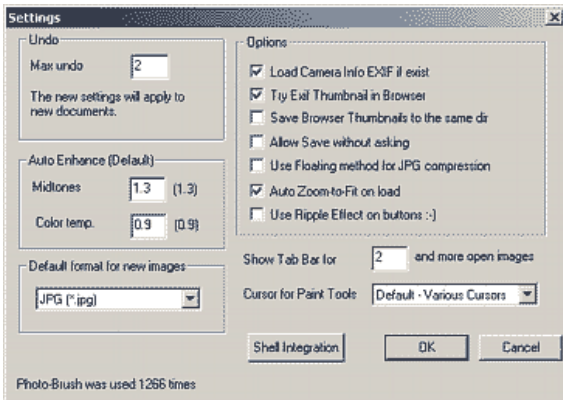 Settings
Undo
Max undo 2
The new settings will apply to
new documents.
Auto Enhance (Default)
Midtones 1.3 (1.3)
Color temp. 0.9 (0.9)
Default format for new images
JPG (*.jpg)
Options
Load Camera Info EXIF if exist
Try Exif Thumbnail in Browser
Save Browser Thumbnails to the same dir
Allow Save without asking
Use Floating method for JPG compression
Auto Zoom-to-Fit on load
Use Ripple Effect on buttons :-)
Show Tab Bar for 2 and more open images
Cursor for Paint Tools Default - Various Cursors
Shell Integration OK Cancel
Photo-Brush was used 1266 times